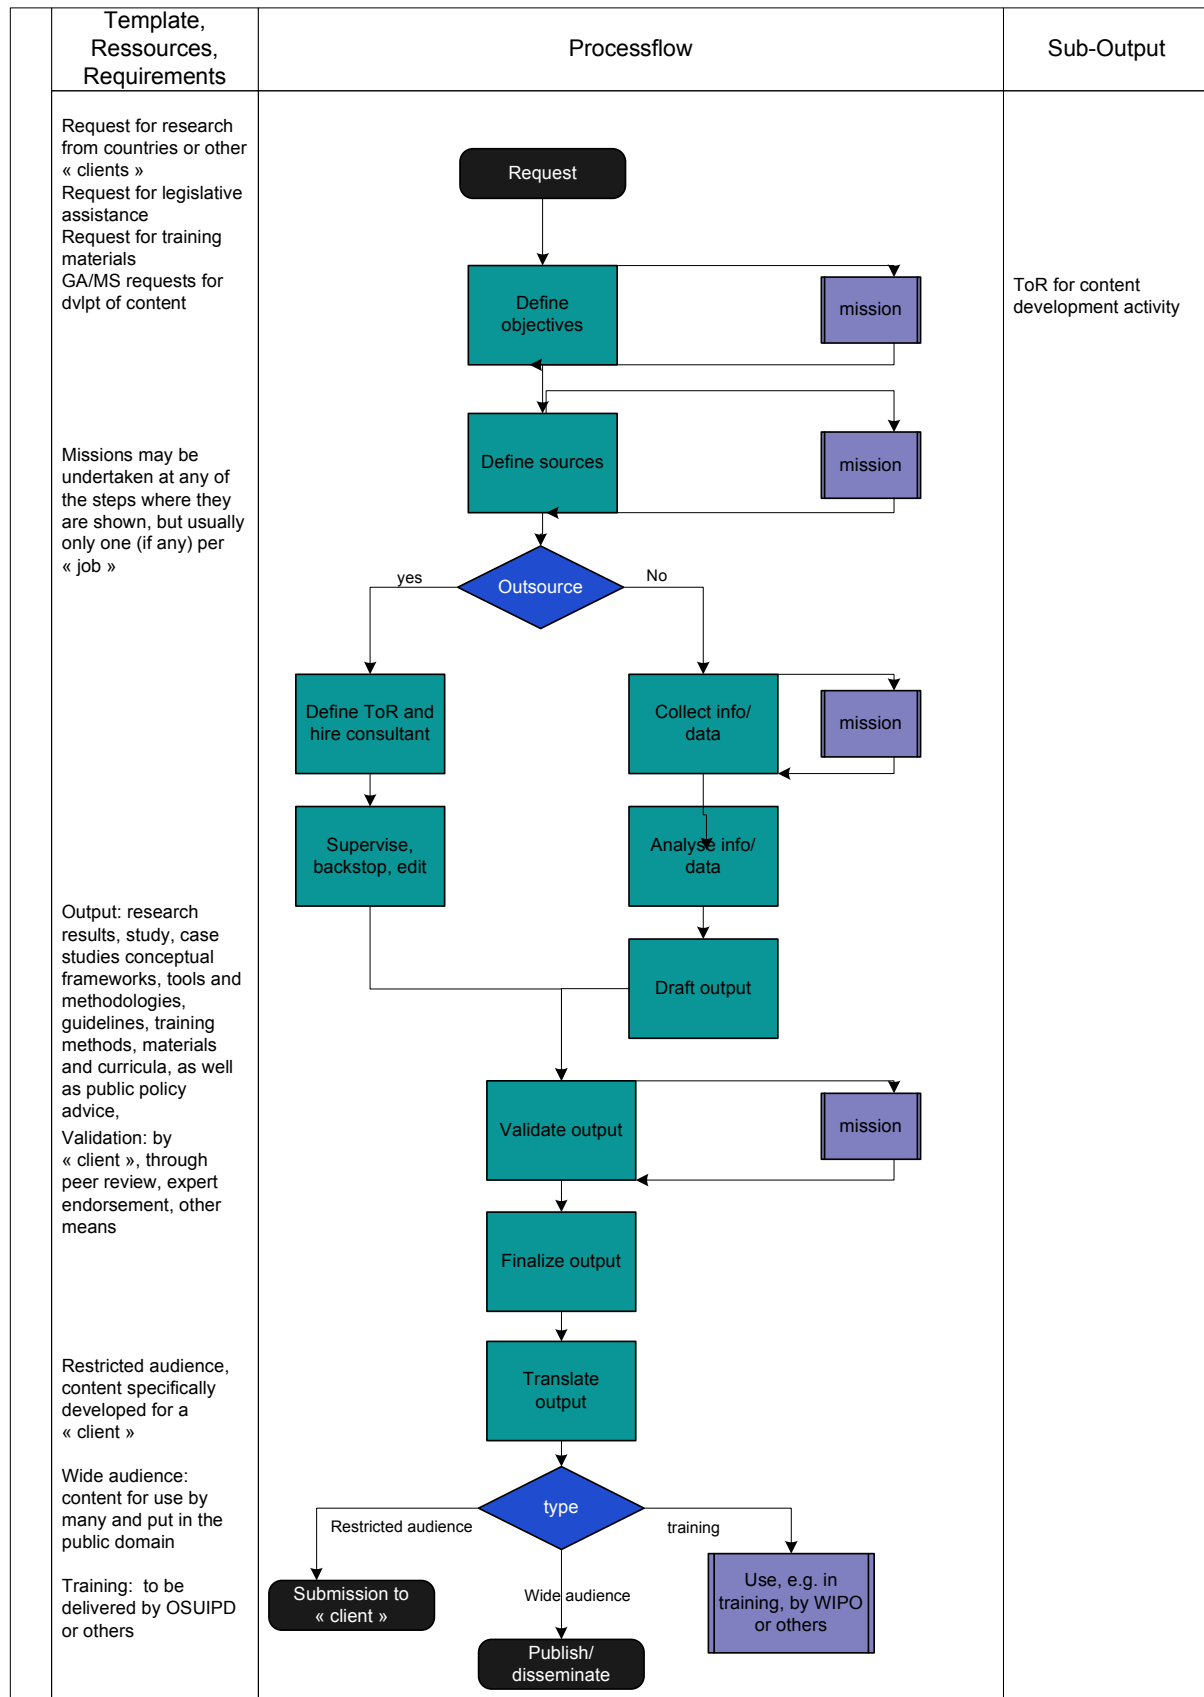 Template,
Ressources,
Requirements
Processflow
Sub-Output
Request for research
from countries or other
« clients »
Request for legislative
assistance
Request for training
materials
GA/MS requests for
dvlpt of content
Request
Define
objectives
mission
ToR for content
development activity
Missions may be
undertaken at any of
the steps where they
are shown, but usually
only one (if any) per
« job »
Define sources
mission
Outsource
yes
No
Define ToR and
hire consultant
Collect info/
data
mission
Supervise,
backstop, edit
Analyse info/
data
Output: research
results, study, case
studies conceptual
frameworks, tools and
methodologies,
guidelines, training
methods, materials
and curricula, as well
as public policy
advice,
Draft output
Validation: by
« client », through
peer review, expert
endorsement, other
means
Validate output
mission
Finalize output
Translate
output
Restricted audience,
content specifically
developed for a
« client »
Wide audience:
content for use by
many and put in the
public domain
Training:  to be
delivered by OSUIPD
or others
type
Restricted audience
training
Wide audience
Submission to
« client »
Use, e.g. in
training, by WIPO
or others
Publish/
disseminate